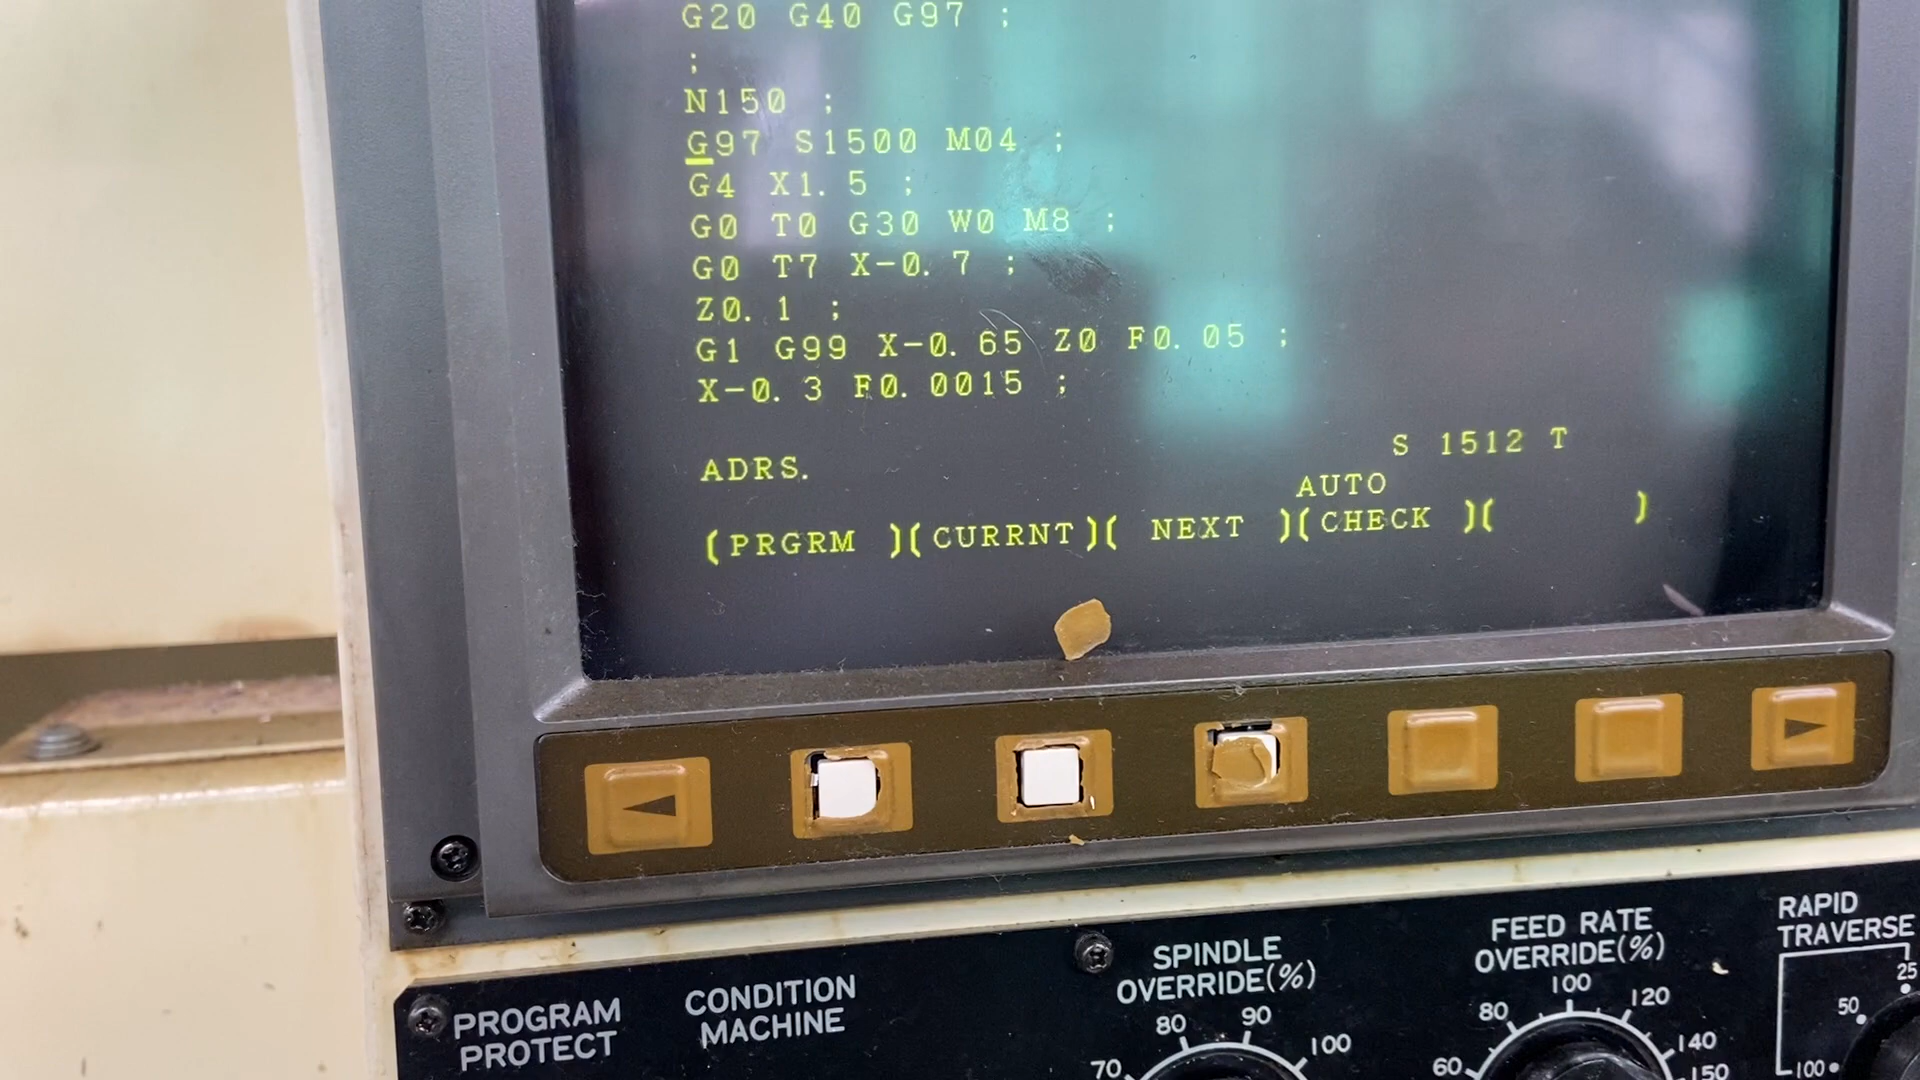 G20 G40 G97 ;
;
N150 ;
G97 S1500 M04 ;
G4 X1. 5 ;
G0 T0 G30 W0 M8 ;
G0 T7 X-0. 7 ;
Z0. 1 ;
G1 G99 X-0. 65 Z0 F0. 05 ;
X-0. 3 F0. 0015 ;
S 1512 T
ADRS.
AUTO
(PRGRM )(CURRNT)( NEXT )(CHECK )( )
PROGRAM
PROTECT
CONDITION
MACHINE
SPINDLE
OVERRIDE(%)
70 80 90 100
FEED RATE
OVERRIDE(%)
60 80 100 120 140 150
RAPID
TRAVERSE
25
50
100